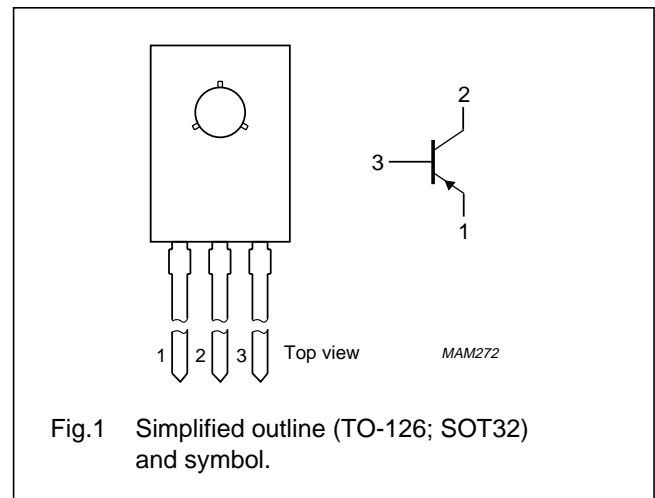 2
3
1
1 2 3 Top view MAM272
Fig.1 Simplified outline (TO-126; SOT32)
and symbol.